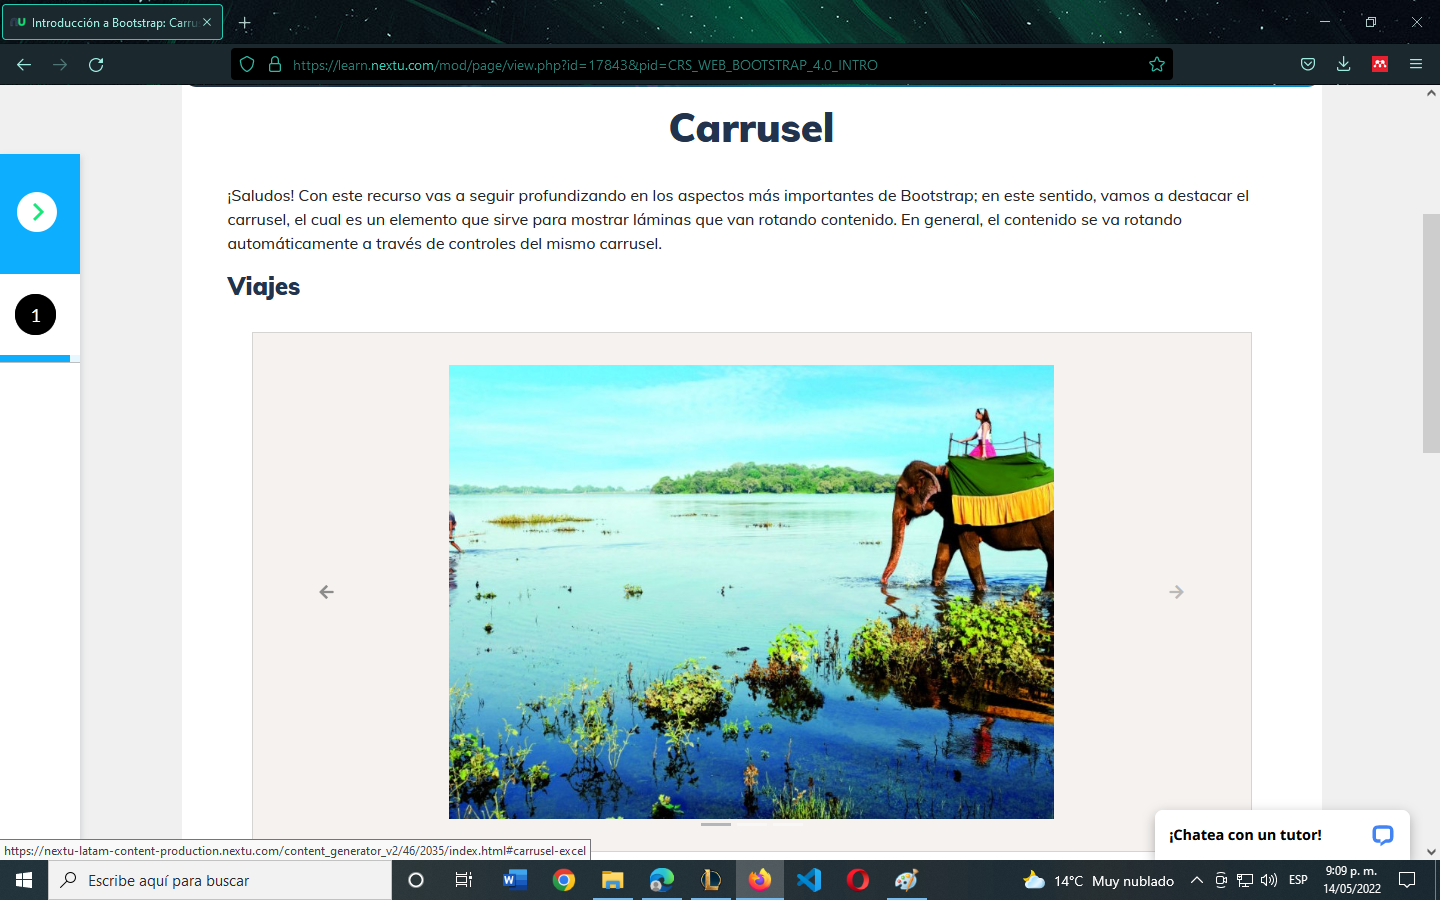 Introducción a Bootstrap: Carru
https://learn.nextu.com/mod/page/view.php?id=17843&pid=CRS_WEB_BOOTSTRAP_4.0_INTRO
Carrusel
¡Saludos! Con este recurso vas a seguir profundizando en los aspectos más importantes de Bootstrap; en este sentido, vamos a destacar el
carrusel, el cual es un elemento que sirve para mostrar láminas que van rotando contenido. En general, el contenido se va rotando
automáticamente a través de controles del mismo carrusel.
1
Viajes
¡Chatea con un tutor!
https://nextu-latam-content-production.nextu.com/content_generator_v2/46/2035/index.html#carrusel-excel
Escribe aquí para buscar
14°C Muy nublado
ESP
9:09 p. m.
14/05/2022